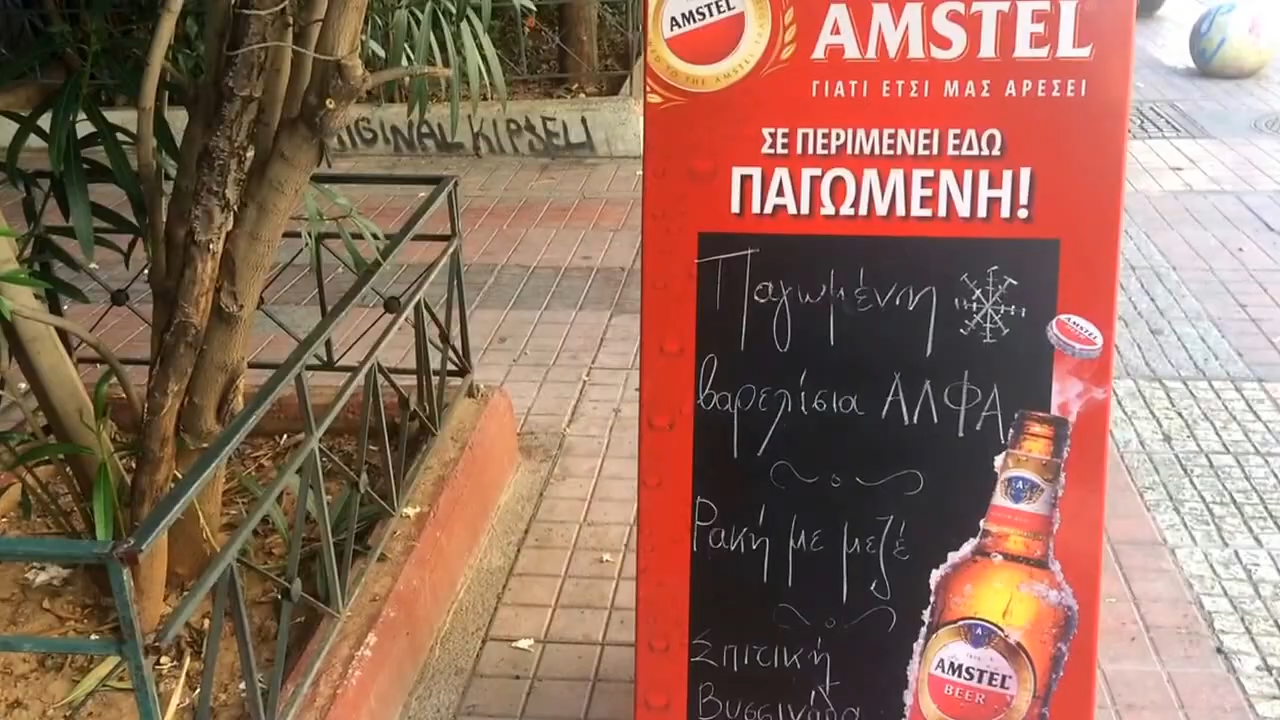 AMSTEL
AMSTEL
ΓΙΑΤΙ ΕΤΣΙ ΜΑΣ ΑΡΕΣΕΙ
ΣΕ ΠΕΡΙΜΕΝΕΙ ΕΔΩ
ΠΑΓΩΜΕΝΗ!
ORIGINAL KIPSELI
Παγωμένη
βαρελίσια ΑΛΦΑ
Ρακή με μεζέ
Σπιτική
Βυσσινάδα
AMSTEL
AMSTEL
BEER